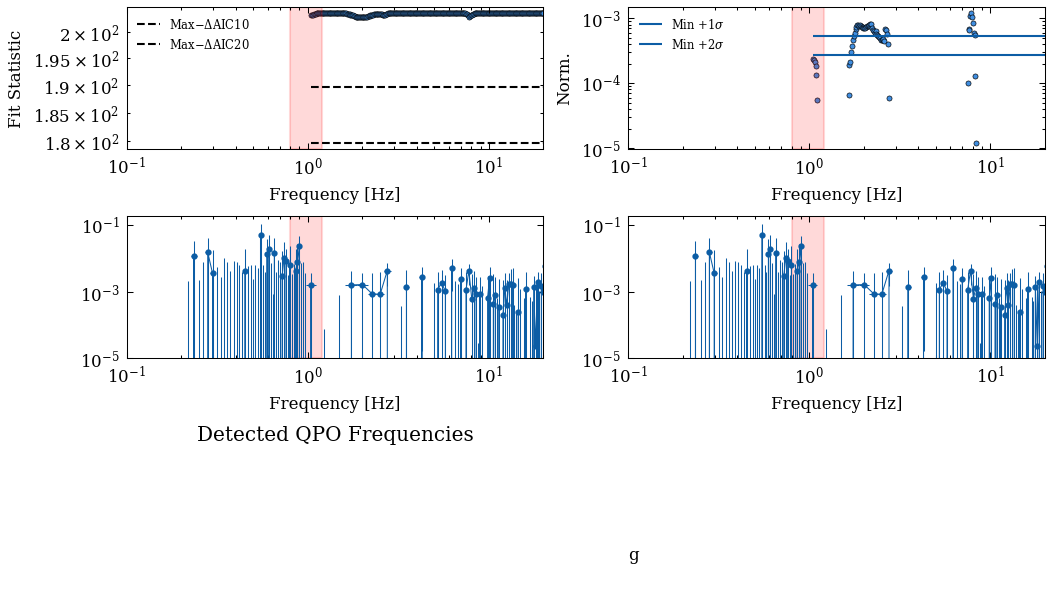 Fit Statistic
2 × 10²
1.95 × 10²
1.9 × 10²
1.85 × 10²
1.8 × 10²
Max−ΔAIC10
Max−ΔAIC20
10⁻¹ 10⁰ 10¹
Frequency [Hz]
Norm.
10⁻³
10⁻⁴
10⁻⁵
Min +1σ
Min +2σ
10⁻¹ 10⁰ 10¹
Frequency [Hz]
10⁻¹
10⁻³
10⁻⁵
10⁻¹ 10⁰ 10¹
Frequency [Hz]
10⁻¹
10⁻³
10⁻⁵
10⁻¹ 10⁰ 10¹
Frequency [Hz]
Detected QPO Frequencies
g